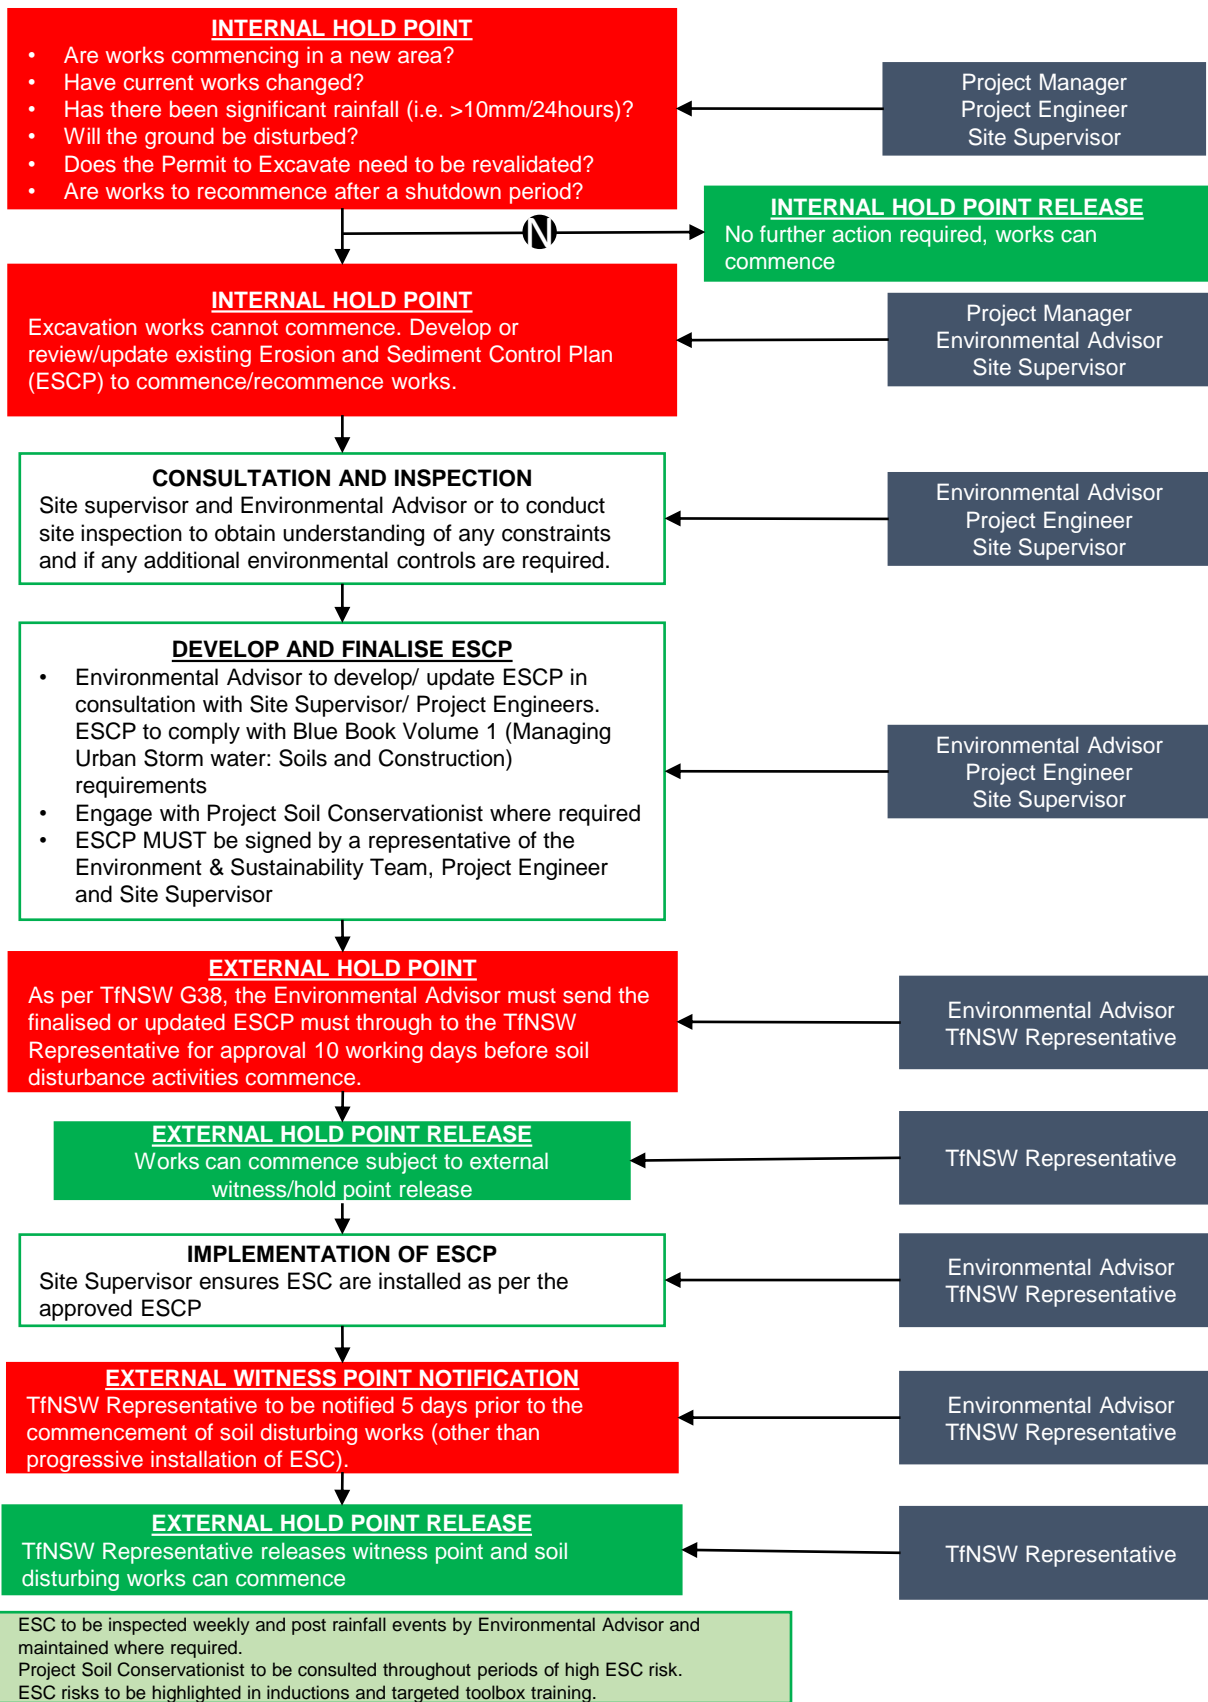 INTERNAL HOLD POINT
• Are works commencing in a new area?
• Have current works changed?
• Has there been significant rainfall (i.e. >10mm/24hours)?
• Will the ground be disturbed?
• Does the Permit to Excavate need to be revalidated?
• Are works to recommence after a shutdown period?
Project Manager
Project Engineer
Site Supervisor
N
INTERNAL HOLD POINT RELEASE
No further action required, works can
commence
INTERNAL HOLD POINT
Excavation works cannot commence. Develop or
review/update existing Erosion and Sediment Control Plan
(ESCP) to commence/recommence works.
Project Manager
Environmental Advisor
Site Supervisor
CONSULTATION AND INSPECTION
Site supervisor and Environmental Advisor or to conduct
site inspection to obtain understanding of any constraints
and if any additional environmental controls are required.
Environmental Advisor
Project Engineer
Site Supervisor
DEVELOP AND FINALISE ESCP
• Environmental Advisor to develop/ update ESCP in
consultation with Site Supervisor/ Project Engineers.
ESCP to comply with Blue Book Volume 1 (Managing
Urban Storm water: Soils and Construction)
requirements
• Engage with Project Soil Conservationist where required
• ESCP MUST be signed by a representative of the
Environment & Sustainability Team, Project Engineer
and Site Supervisor
Environmental Advisor
Project Engineer
Site Supervisor
EXTERNAL HOLD POINT
As per TfNSW G38, the Environmental Advisor must send the
finalised or updated ESCP must through to the TfNSW
Representative for approval 10 working days before soil
disturbance activities commence.
Environmental Advisor
TfNSW Representative
EXTERNAL HOLD POINT RELEASE
Works can commence subject to external
witness/hold point release
TfNSW Representative
IMPLEMENTATION OF ESCP
Site Supervisor ensures ESC are installed as per the
approved ESCP
Environmental Advisor
TfNSW Representative
EXTERNAL WITNESS POINT NOTIFICATION
TfNSW Representative to be notified 5 days prior to the
commencement of soil disturbing works (other than
progressive installation of ESC).
Environmental Advisor
TfNSW Representative
EXTERNAL HOLD POINT RELEASE
TfNSW Representative releases witness point and soil
disturbing works can commence
TfNSW Representative
ESC to be inspected weekly and post rainfall events by Environmental Advisor and
maintained where required.
Project Soil Conservationist to be consulted throughout periods of high ESC risk.
ESC risks to be highlighted in inductions and targeted toolbox training.